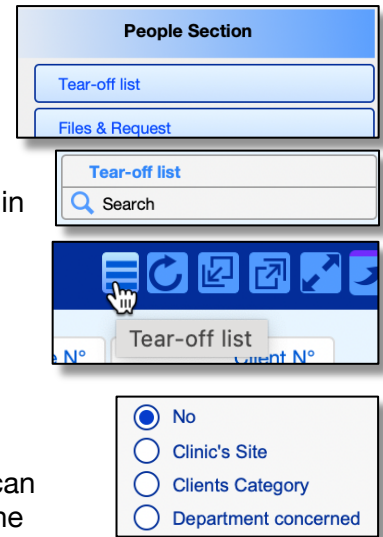 People Section
Tear-off list
Files & Request
Tear-off list
in
Search
Tear-off list
N°
Client N°
No
Clinic's Site
Clients Category
can
Department concerned
ne